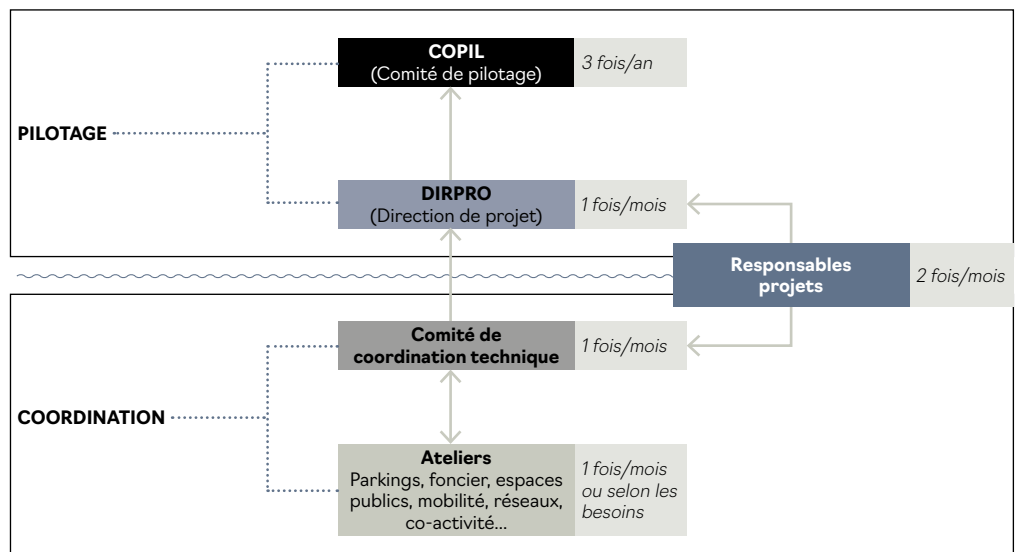 COPIL
(Comité de pilotage)
3 fois/an
PILOTAGE
DIRPRO
(Direction de projet)
1 fois/mois
Responsables
projets
2 fois/mois
Comité de
coordination technique
1 fois/mois
COORDINATION
Ateliers
Parkings, foncier, espaces
publics, mobilité, réseaux,
co-activité...
1 fois/mois
ou selon les
besoins